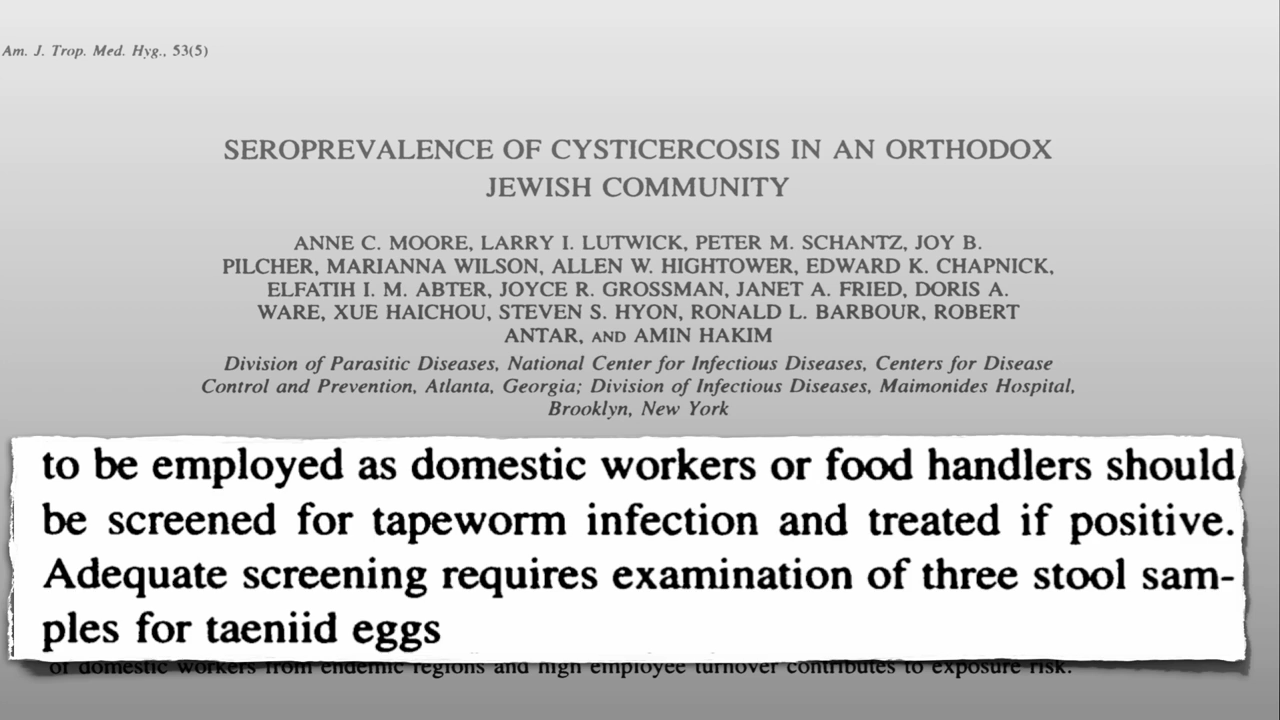 Am. J. Trop. Med. Hyg., 53(5)
SEROPREVALENCE OF CYSTICERCOSIS IN AN ORTHODOX
JEWISH COMMUNITY
ANNE C. MOORE, LARRY I. LUTWICK, PETER M. SCHANTZ, JOY B.
PILCHER, MARIANNA WILSON, ALLEN W. HIGHTOWER, EDWARD K. CHAPNICK,
ELFATIH I. M. ABTER, JOYCE R. GROSSMAN, JANET A. FRIED, DORIS A.
WARE, XUE HAICHOU, STEVEN S. HYON, RONALD L. BARBOUR, ROBERT
ANTAR, AND AMIN HAKIM
Division of Parasitic Diseases, National Center for Infectious Diseases, Centers for Disease
Control and Prevention, Atlanta, Georgia; Division of Infectious Diseases, Maimonides Hospital,
Brooklyn, New York
to be employed as domestic workers or food handlers should
be screened for tapeworm infection and treated if positive.
Adequate screening requires examination of three stool sam-
ples for taeniid eggs
of domestic workers from endemic regions and high employee turnover contributes to exposure risk.